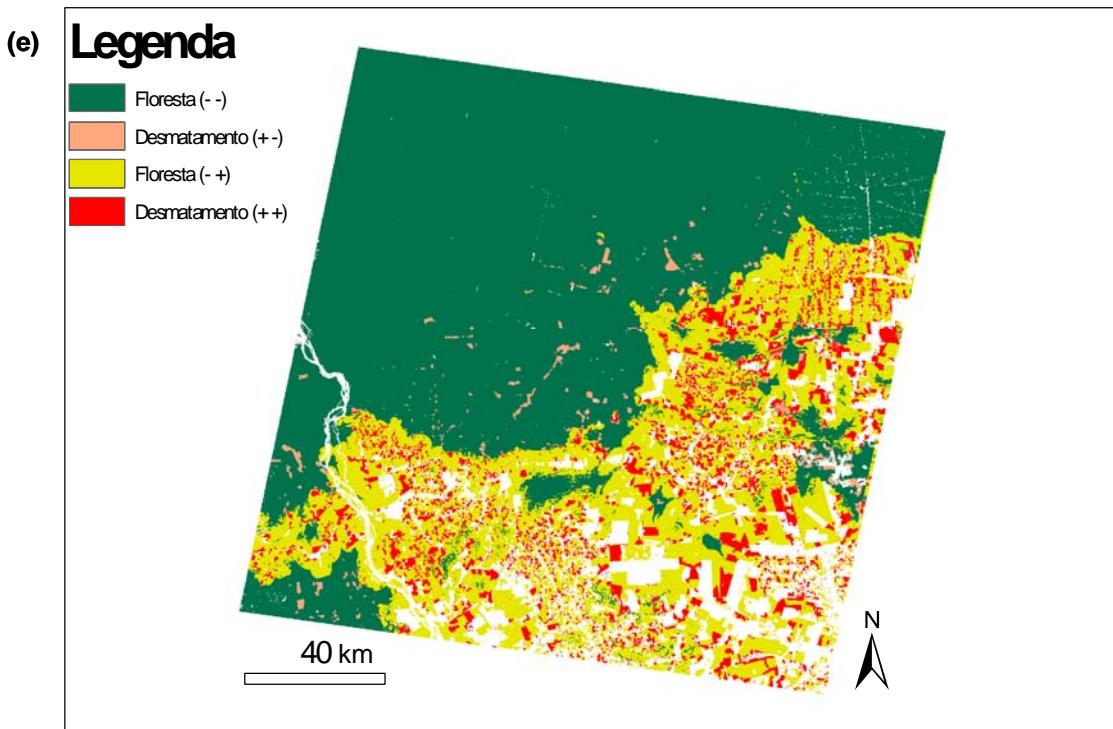 (e)
Legenda
Floresta (- -)
Desmatamento (+ -)
Floresta (- +)
Desmatamento (+ +)
N
40 km